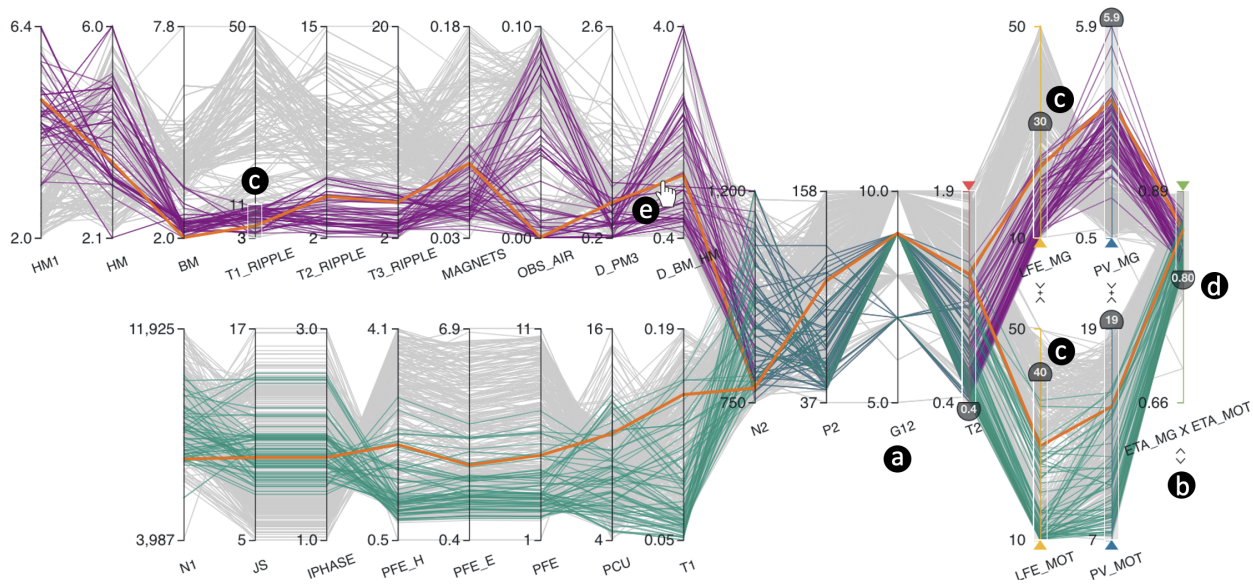 6.4 6.0 7.8 50 15 20 0.18 0.10 2.6 4.0 50 5.9 5.9
c 30
c 11
e
2.0 2.1 2.0 3 2 2 0.03 0.00 0.2 0.4 10 0.5
HM1 HM BM T1_RIPPLE T2_RIPPLE T3_RIPPLE MAGNETS OBS_AIR D_PM3 D_BM_HM LFE_MG PV_MG
1,200 158 10.0 1.9 0.89
0.80 d
11,925 17 3.0 4.1 6.9 11 16 0.19 50 19 19
c 40
750 37 5.0 0.4 0.4 0.66
N2 P2 G12 T2 ETA_MG X ETA_MOT
a b
3,987 5 1.0 0.5 0.4 1 4 0.05 10 7
N1 JS IPHASE PFE_H PFE_E PFE PCU T1 LFE_MOT PV_MOT